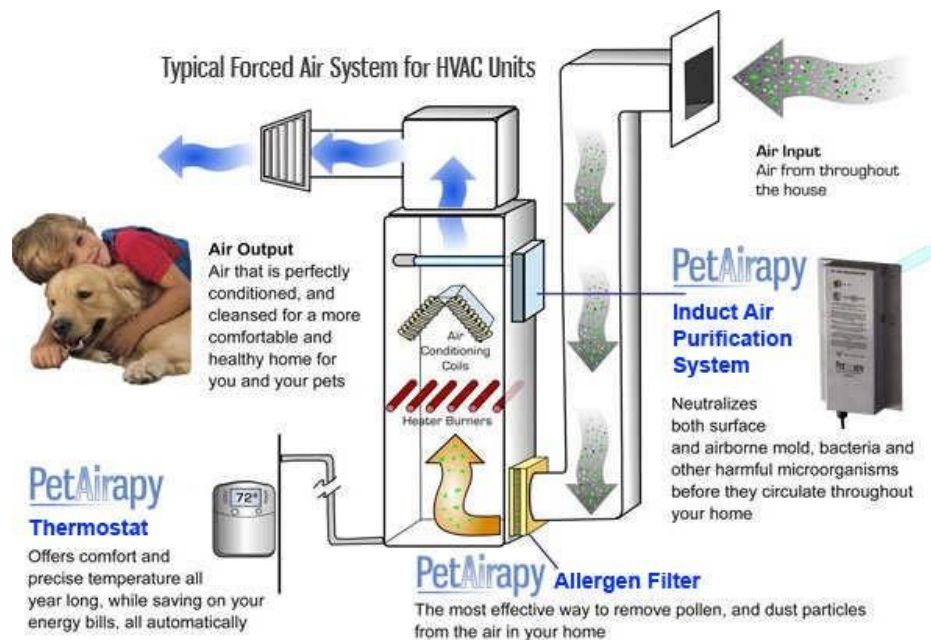 Typical Forced Air System for HVAC Units
Air Input
Air from throughout
the house
Air Output
Air that is perfectly
conditioned, and
cleansed for a more
comfortable and
healthy home for
you and your pets
Air
Conditioning
Coils
Heater Burners
PetAirapy
Induct Air
Purification
System
Neutralizes
both surface
and airborne mold, bacteria and
other harmful microorganisms
before they circulate throughout
your home
PetAirapy
Thermostat
72°
Offers comfort and
precise temperature all
year long, while saving on your
energy bills, all automatically
PetAirapy Allergen Filter
The most effective way to remove pollen, and dust particles
from the air in your home